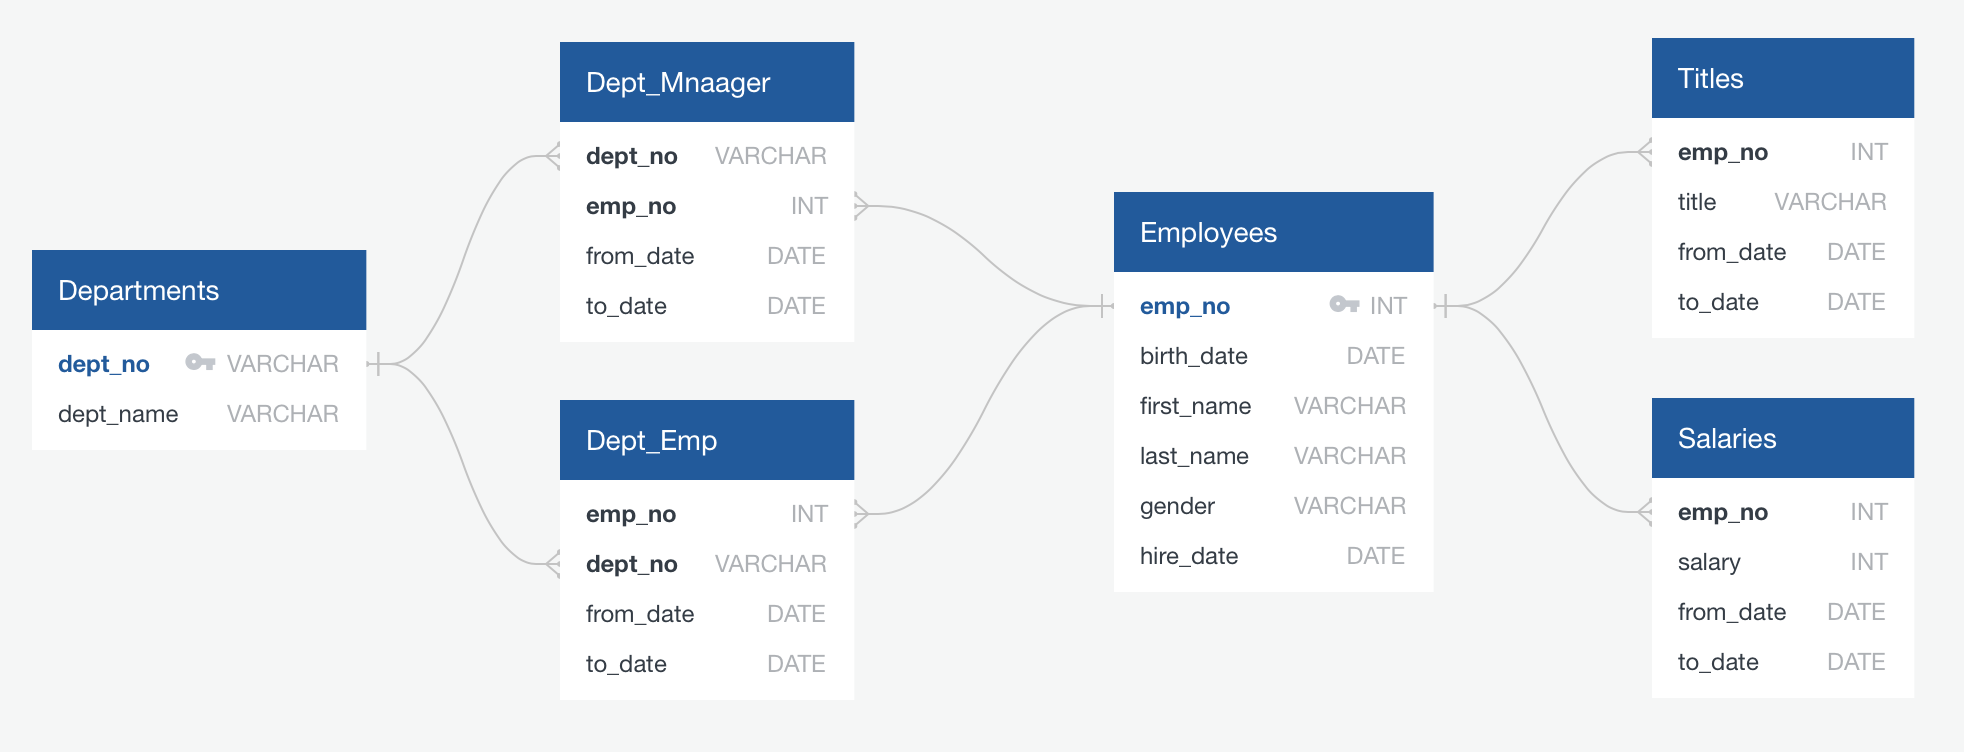 Departments
dept_no VARCHAR
dept_name VARCHAR
Dept_Mnaager
dept_no VARCHAR
emp_no INT
from_date DATE
to_date DATE
Dept_Emp
emp_no INT
dept_no VARCHAR
from_date DATE
to_date DATE
Employees
emp_no INT
birth_date DATE
first_name VARCHAR
last_name VARCHAR
gender VARCHAR
hire_date DATE
Titles
emp_no INT
title VARCHAR
from_date DATE
to_date DATE
Salaries
emp_no INT
salary INT
from_date DATE
to_date DATE